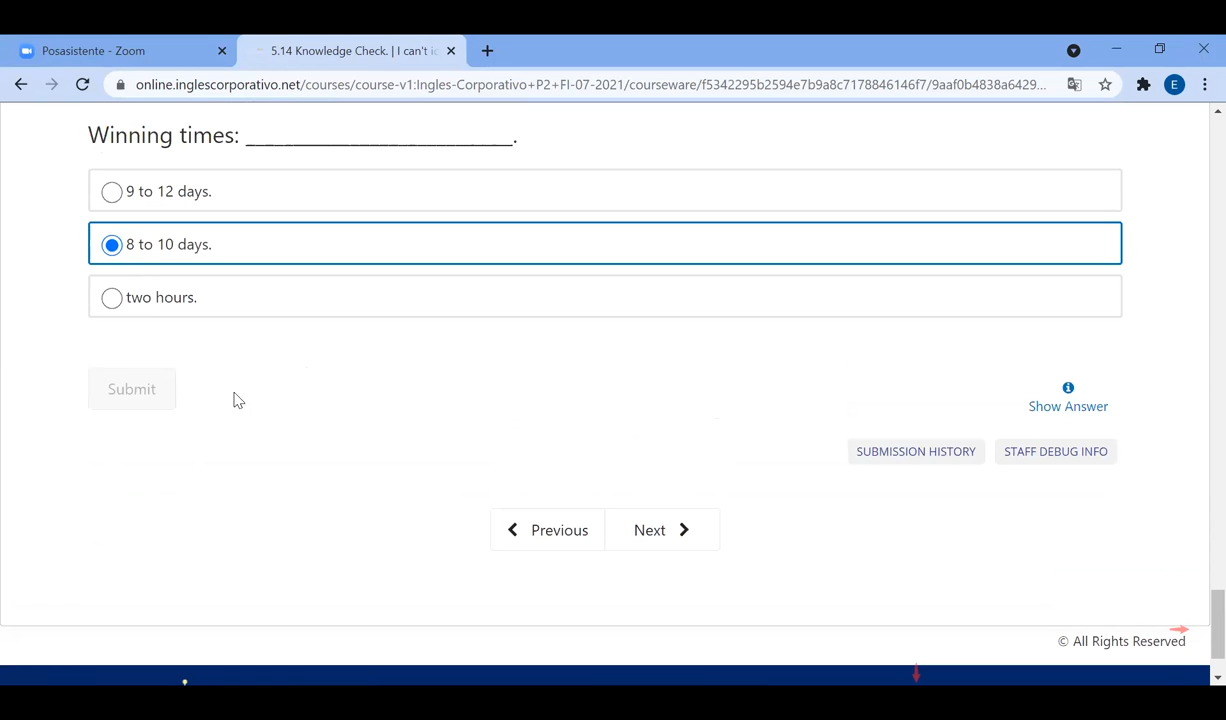 Posasistente - Zoom
5.14 Knowledge Check. | I can't
online.inglescorporativo.net/courses/course-v1:Ingles-Corporativo+P2+FI-07-2021/courseware/f5342295b2594e7b9a8c7178846146f7/9aaf0b4838a6429...
E
Winning times: ____________________________.
9 to 12 days.
8 to 10 days.
two hours.
Submit
Show Answer
SUBMISSION HISTORY
STAFF DEBUG INFO
Previous
Next
© All Rights Reserved